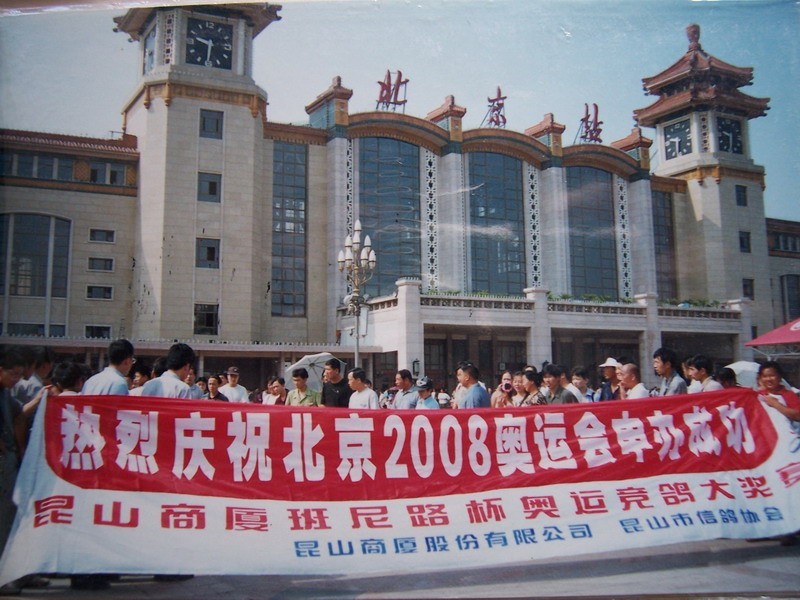 北京站
热烈庆祝北京2008奥运会申办成功
昆山商厦班尼路杯奥运竞鸽大奖赛
昆山商厦股份有限公司 昆山市信鸽协会